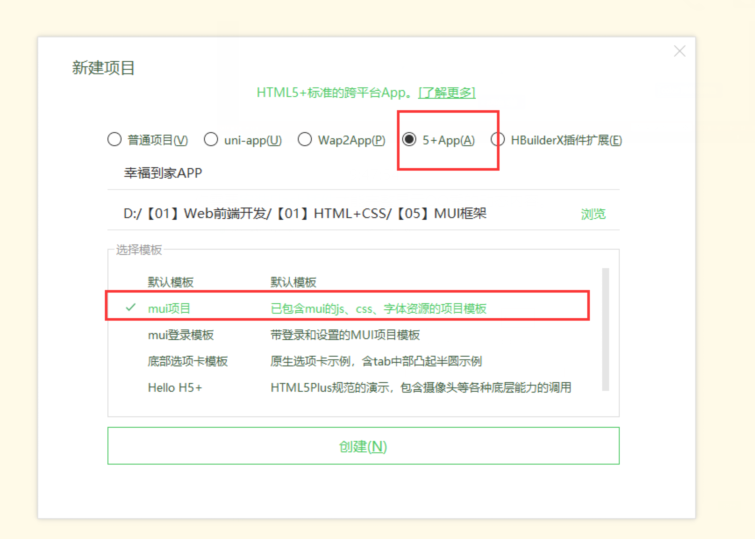 新建项目
HTML5+标准的跨平台App。[了解更多]
普通项目(V) uni-app(U) Wap2App(P) 5+App(A) HBuilderX插件扩展(E)
幸福到家APP
D:/【01】Web前端开发/【01】HTML+CSS/【05】MUI框架 浏览
选择模板
默认模板 默认模板
mui项目 已包含mui的js、css、字体资源的项目模板
mui登录模板 带登录和设置的MUI项目模板
底部选项卡模板 原生选项卡示例，含tab中部凸起半圆示例
Hello H5+ HTML5Plus规范的演示，包含摄像头等各种底层能力的调用
创建(N)